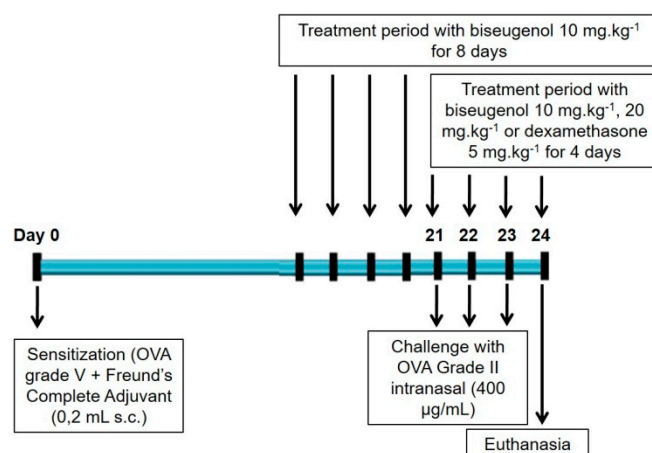 Treatment period with biseugenol 10 mg.kg⁻¹
for 8 days
Treatment period with
biseugenol 10 mg.kg⁻¹, 20
mg.kg⁻¹ or dexamethasone
5 mg.kg⁻¹ for 4 days
Day 0
21
22
23
24
Sensitization (OVA
grade V + Freund's
Complete Adjuvant
(0,2 mL s.c.)
Challenge with
OVA Grade II
intranasal (400
µg/mL)
Euthanasia